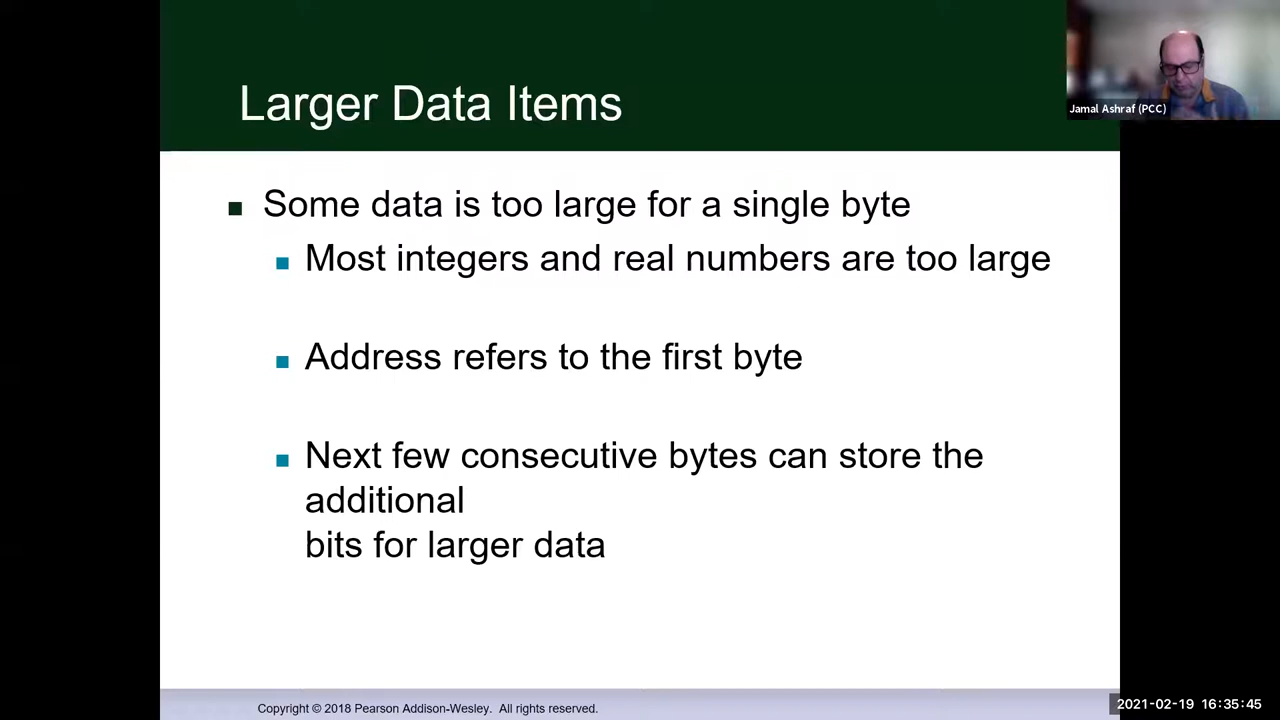 Larger Data Items
Jamal Ashraf (PCC)
Some data is too large for a single byte
Most integers and real numbers are too large
Address refers to the first byte
Next few consecutive bytes can store the
additional
bits for larger data
Copyright © 2018 Pearson Addison-Wesley. All rights reserved.
2021-02-19 16:35:45